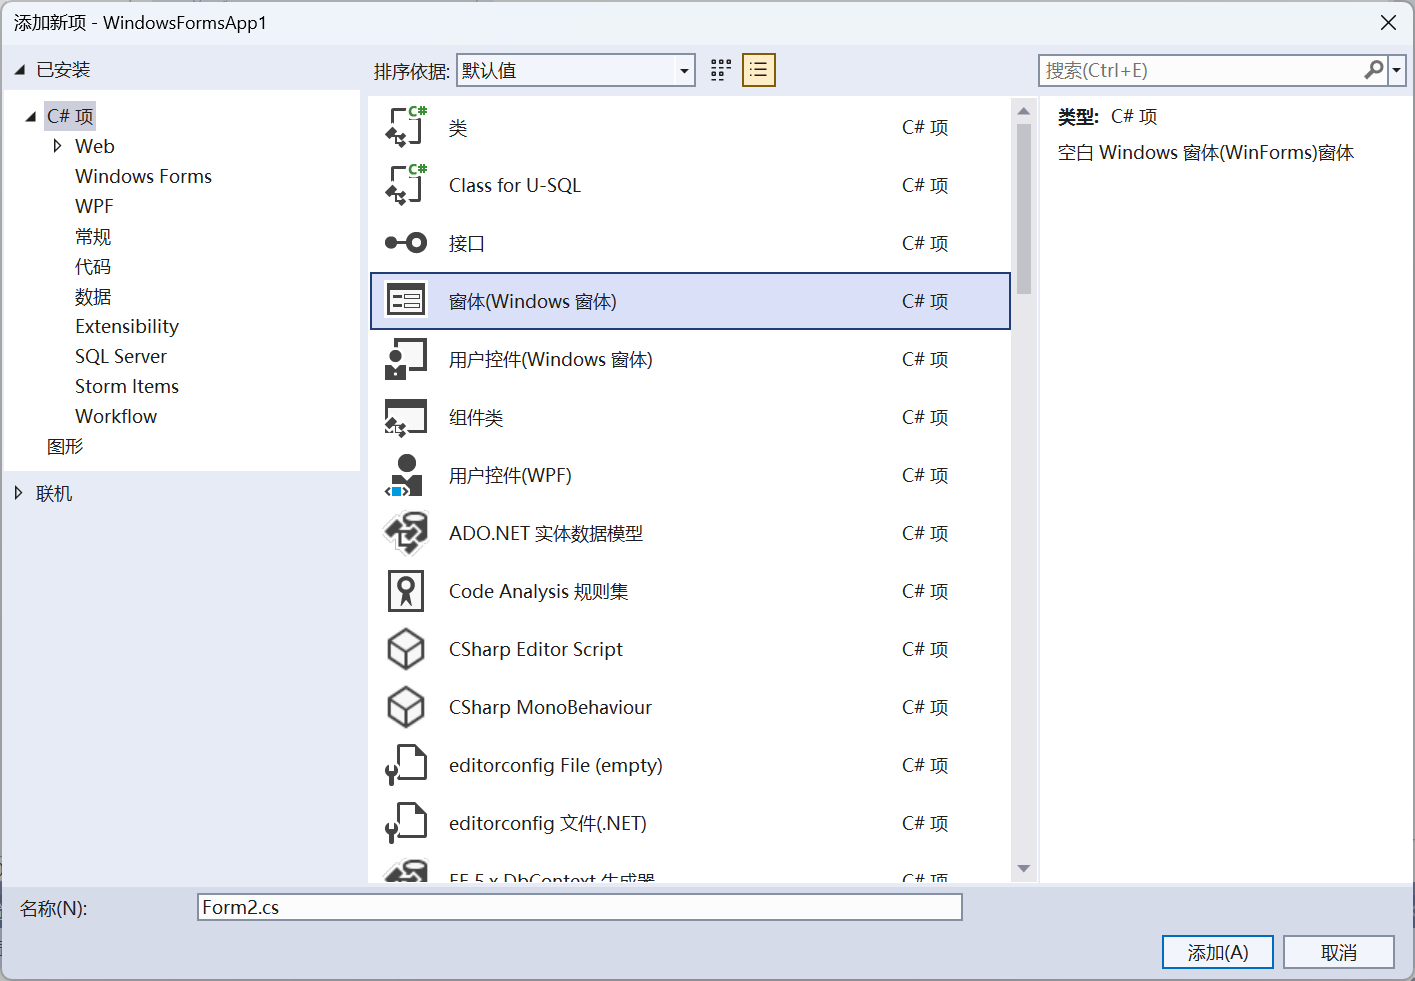 添加新项 - WindowsFormsApp1
已安装
排序依据: 默认值
搜索(Ctrl+E)
C# 项
Web
Windows Forms
WPF
常规
代码
数据
Extensibility
SQL Server
Storm Items
Workflow
图形
联机
C# 类 C# 项
C# Class for U-SQL C# 项
接口 C# 项
窗体(Windows 窗体) C# 项
用户控件(Windows 窗体) C# 项
组件类 C# 项
用户控件(WPF) C# 项
ADO.NET 实体数据模型 C# 项
Code Analysis 规则集 C# 项
CSharp Editor Script C# 项
CSharp MonoBehaviour C# 项
editorconfig File (empty) C# 项
editorconfig 文件(.NET) C# 项
EF 5.x DbContext 生成器 C# 项
类型: C# 项
空白 Windows 窗体(WinForms)窗体
名称(N): Form2.cs
添加(A) 取消